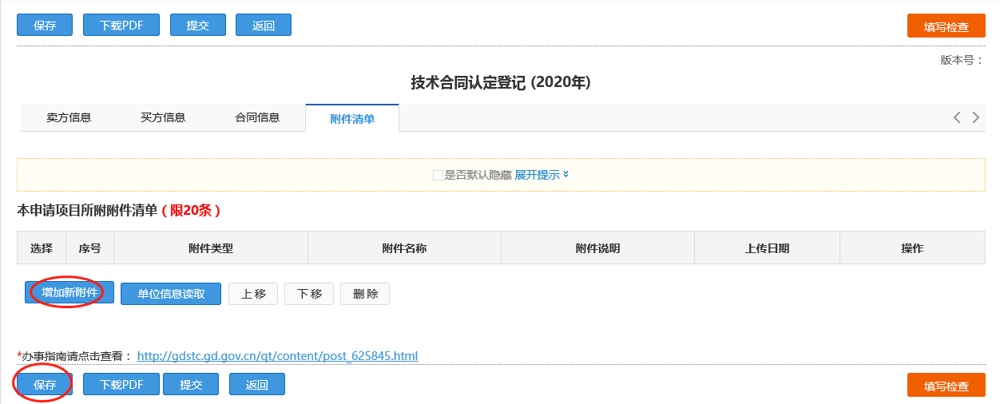 保存 下载PDF 提交 返回 填写检查
版本号：
技术合同认定登记 (2020年)
卖方信息 买方信息 合同信息 附件清单
是否默认隐藏 展开提示
本申请项目所附附件清单（限20条）
选择 序号 附件类型 附件名称 附件说明 上传日期 操作
增加新附件 单位信息读取 上移 下移 删除
*办事指南请点击查看： http://gdstc.gd.gov.cn/qt/content/post_625845.html
保存 下载PDF 提交 返回 填写检查